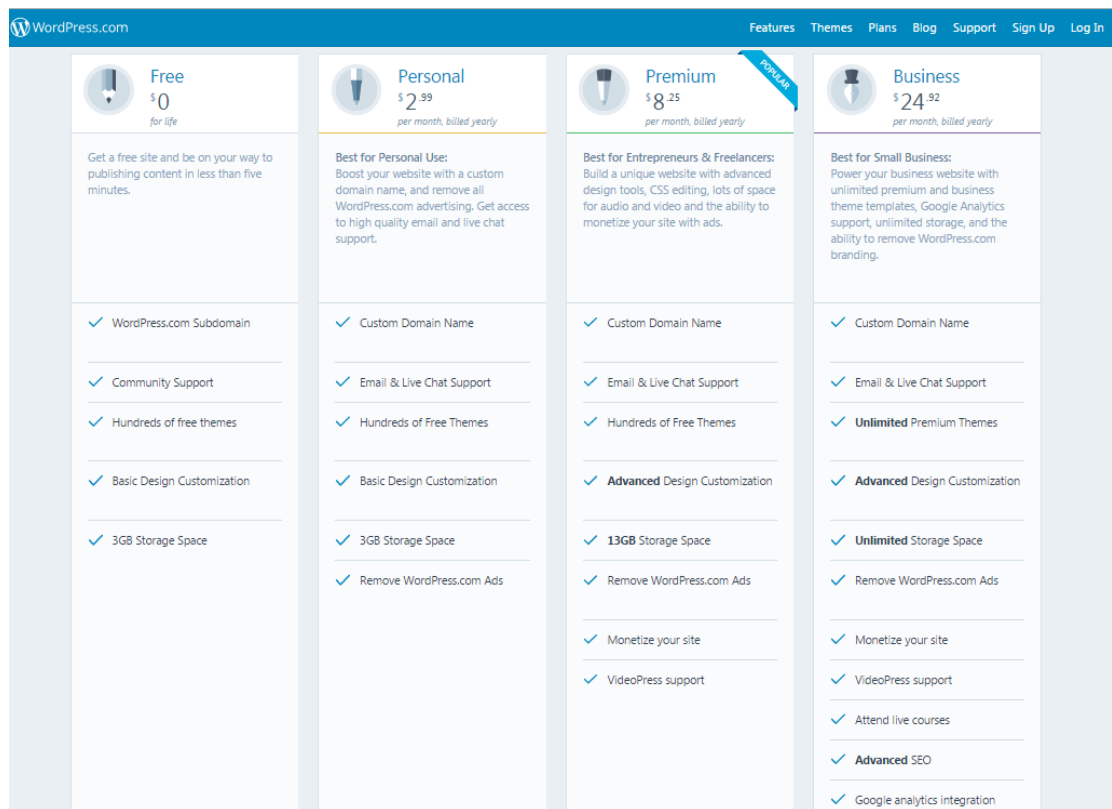 WordPress.com
Features Themes Plans Blog Support Sign Up Log In
Free
$0
for life
Get a free site and be on your way to
publishing content in less than five
minutes.
WordPress.com Subdomain
Community Support
Hundreds of free themes
Basic Design Customization
3GB Storage Space
Personal
$2.99
per month, billed yearly
Best for Personal Use:
Boost your website with a custom
domain name, and remove all
WordPress.com advertising. Get access
to high quality email and live chat
support.
Custom Domain Name
Email & Live Chat Support
Hundreds of Free Themes
Basic Design Customization
3GB Storage Space
Remove WordPress.com Ads
Premium
$8.25
per month, billed yearly
POPULAR
Best for Entrepreneurs & Freelancers:
Build a unique website with advanced
design tools, CSS editing, lots of space
for audio and video and the ability to
monetize your site with ads.
Custom Domain Name
Email & Live Chat Support
Hundreds of Free Themes
Advanced Design Customization
13GB Storage Space
Remove WordPress.com Ads
Monetize your site
VideoPress support
Business
$24.92
per month, billed yearly
Best for Small Business:
Power your business website with
unlimited premium and business
theme templates, Google Analytics
support, unlimited storage, and the
ability to remove WordPress.com
branding.
Custom Domain Name
Email & Live Chat Support
Unlimited Premium Themes
Advanced Design Customization
Unlimited Storage Space
Remove WordPress.com Ads
Monetize your site
VideoPress support
Attend live courses
Advanced SEO
Google analytics integration